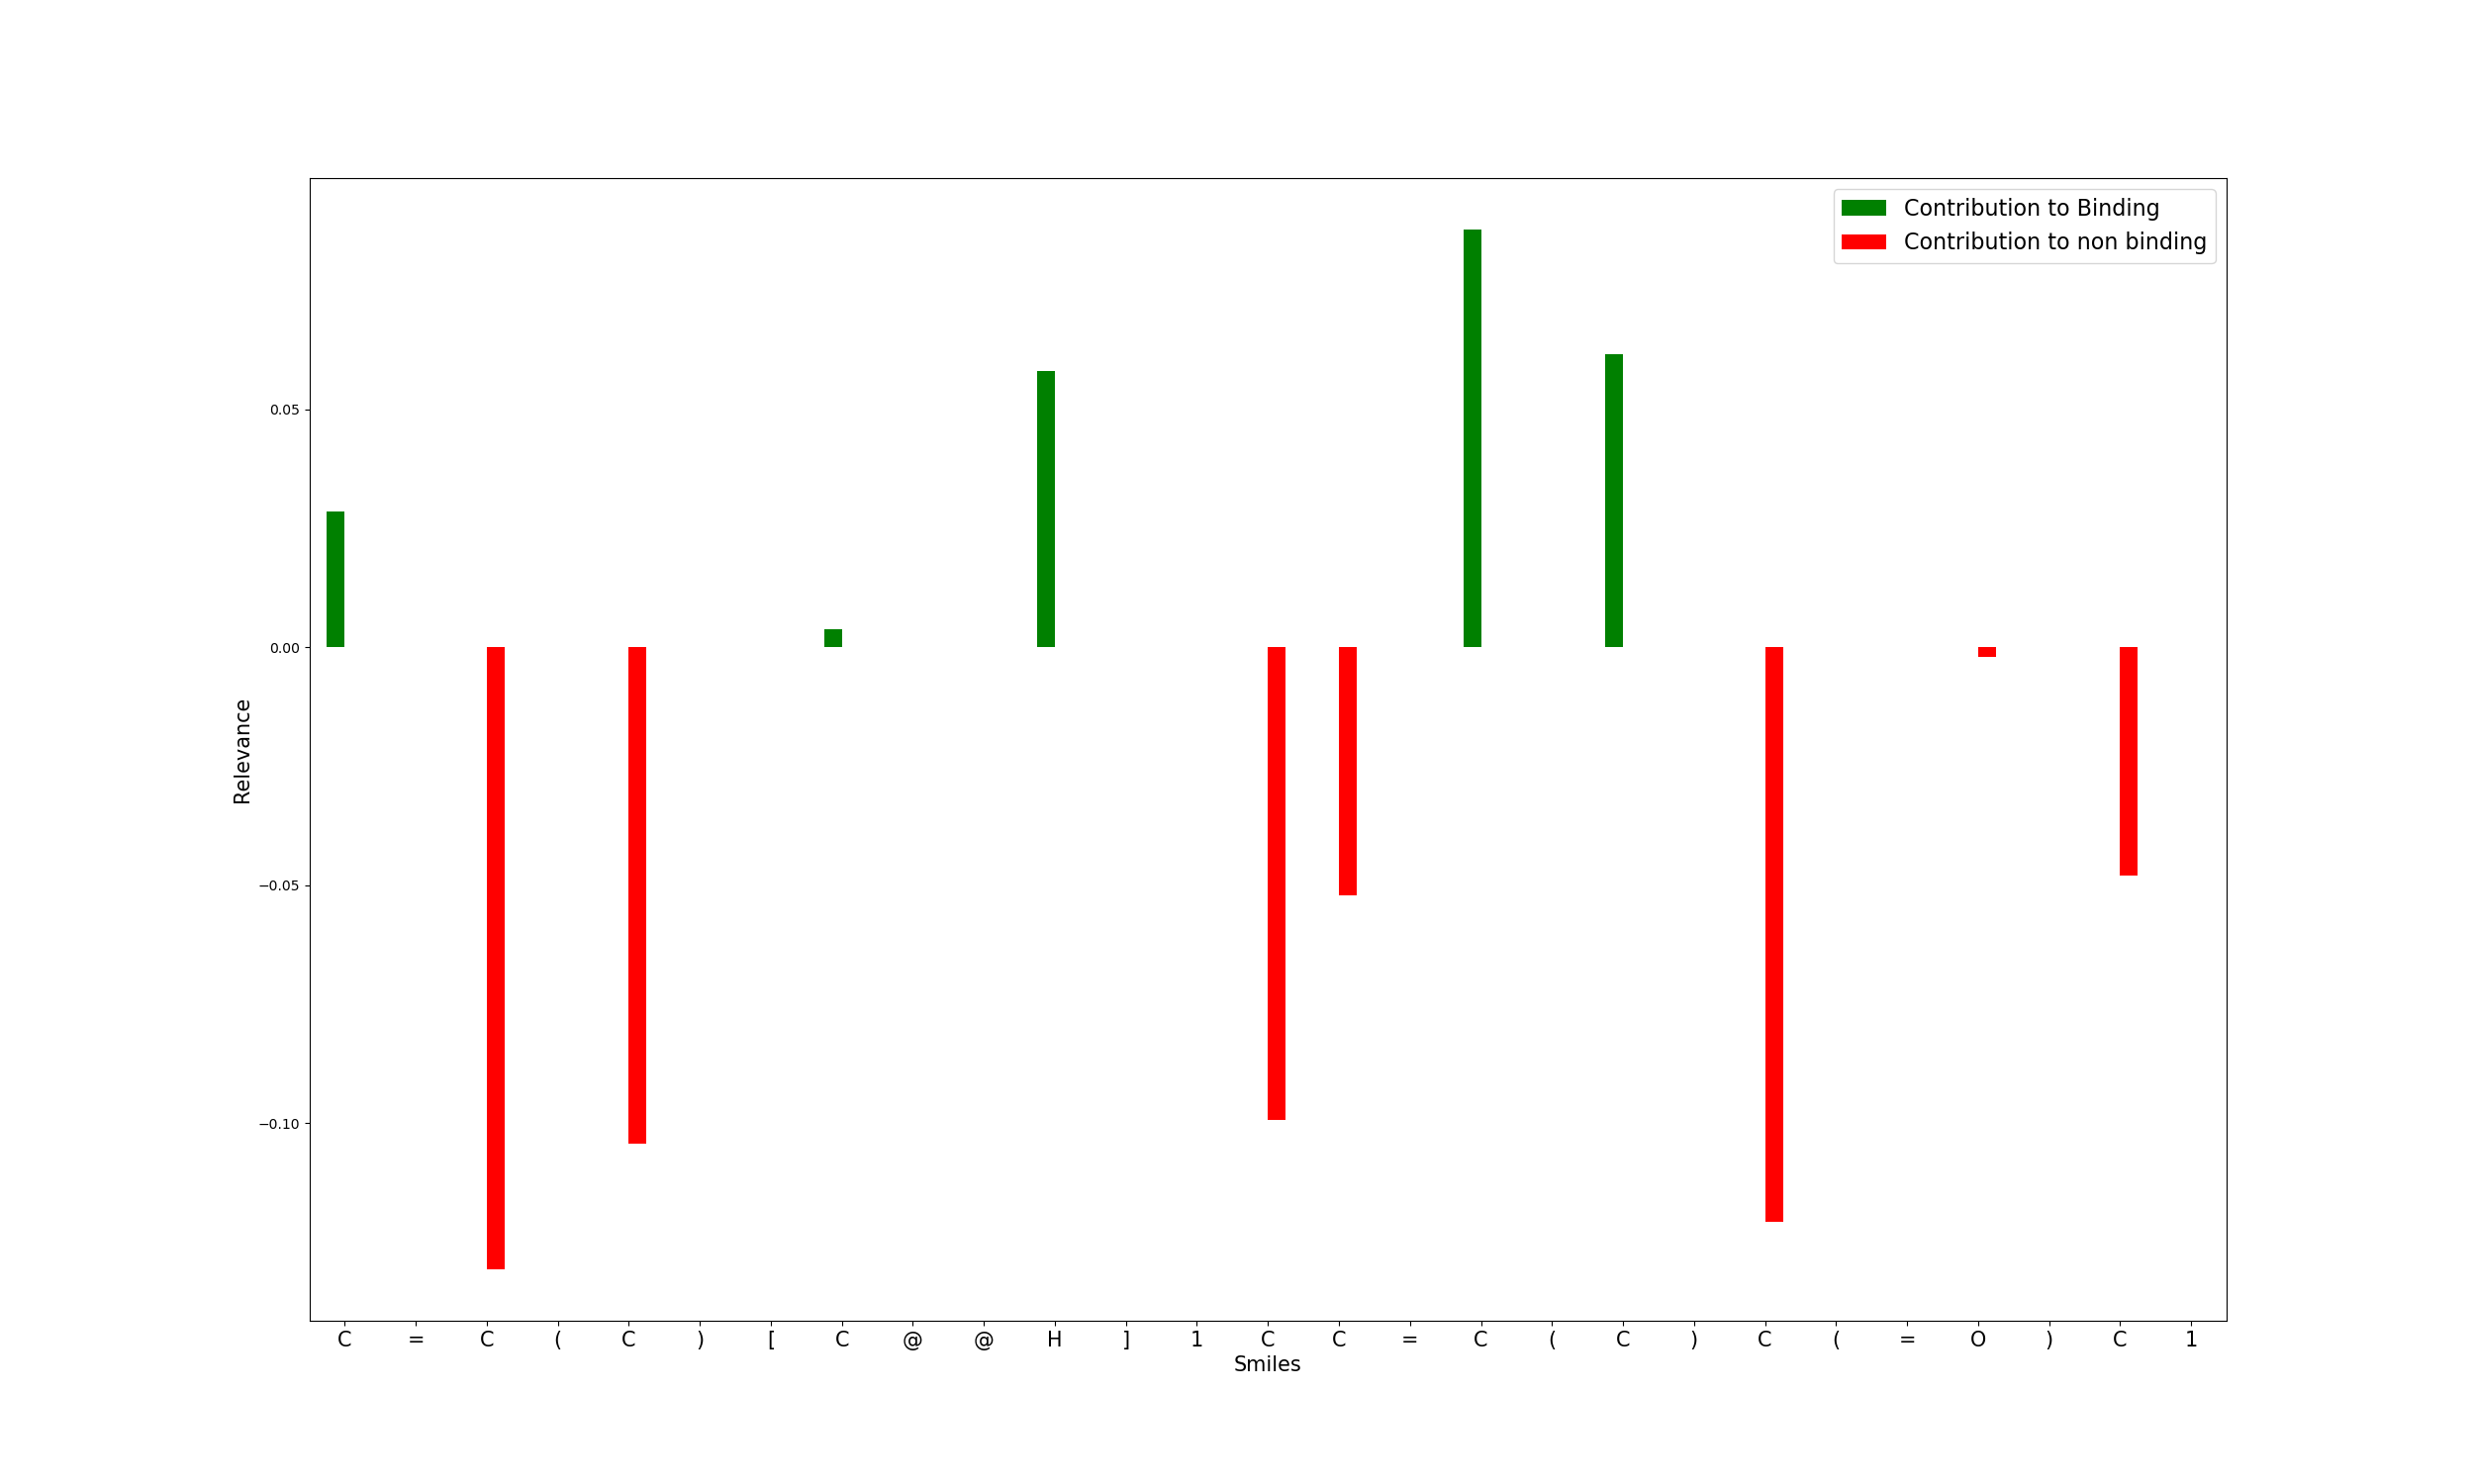 Contribution to Binding
Contribution to non binding
0.05
0.00
−0.05
−0.10
Relevance
C = C ( C ) [ C @ @ H ] 1 C C = C ( C ) C ( = O ) C 1
Smiles